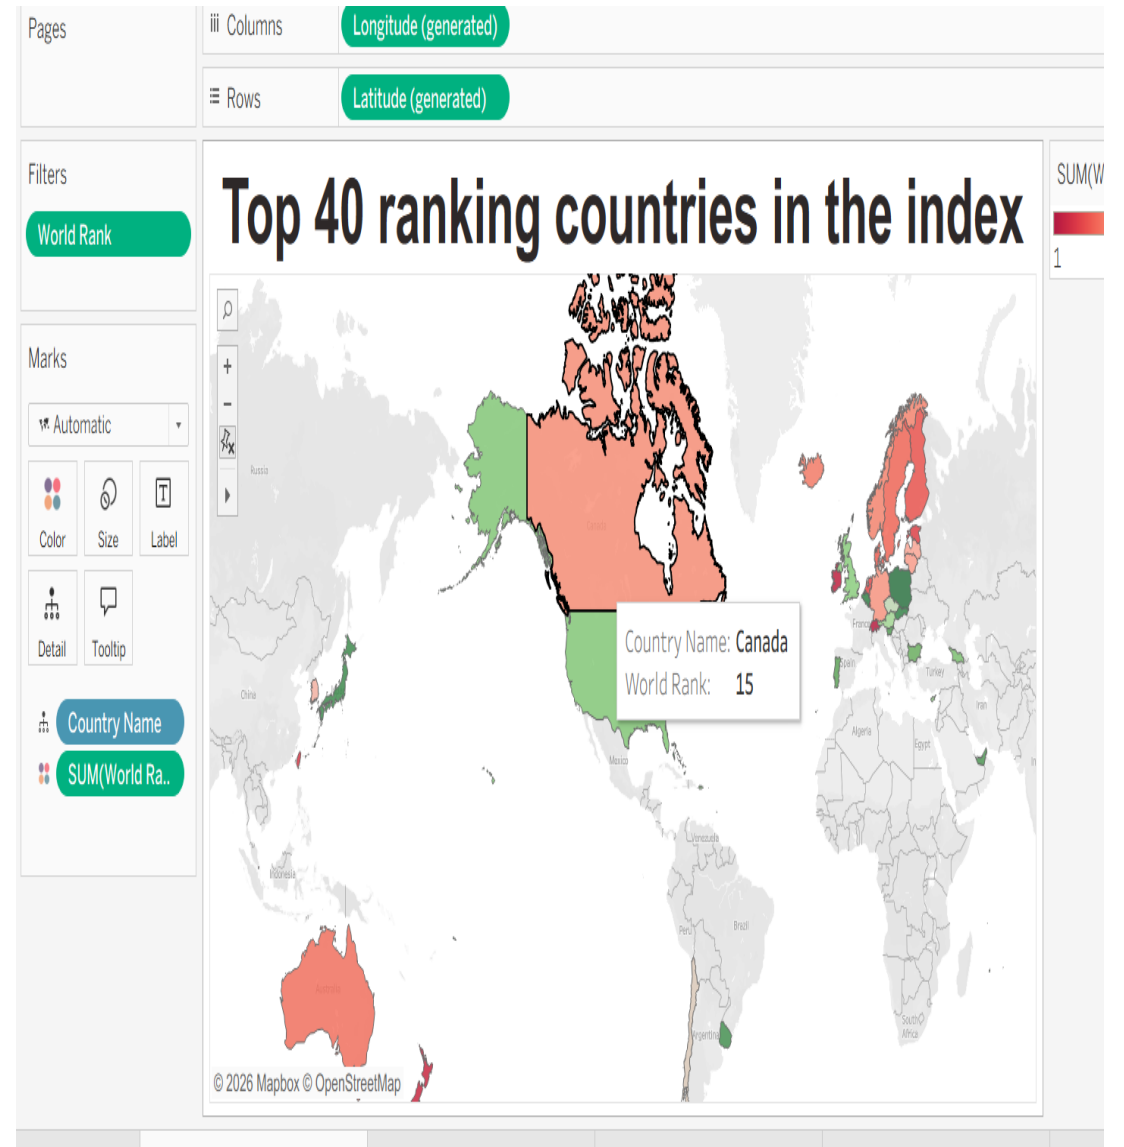 Pages
Columns
Longitude (generated)
Rows
Latitude (generated)
Filters
World Rank
Top 40 ranking countries in the index
SUM(W
1
Marks
Automatic
Color
Size
Label
Detail
Tooltip
Country Name
SUM(World Ra..
Russia
Canada
China
Country Name: Canada
World Rank: 15
France
Spain
Turkey
Iran
Algeria
Egypt
Mexico
Venezuela
Indonesia
Peru
Brazil
Australia
Argentina
South
Africa
© 2026 Mapbox © OpenStreetMap